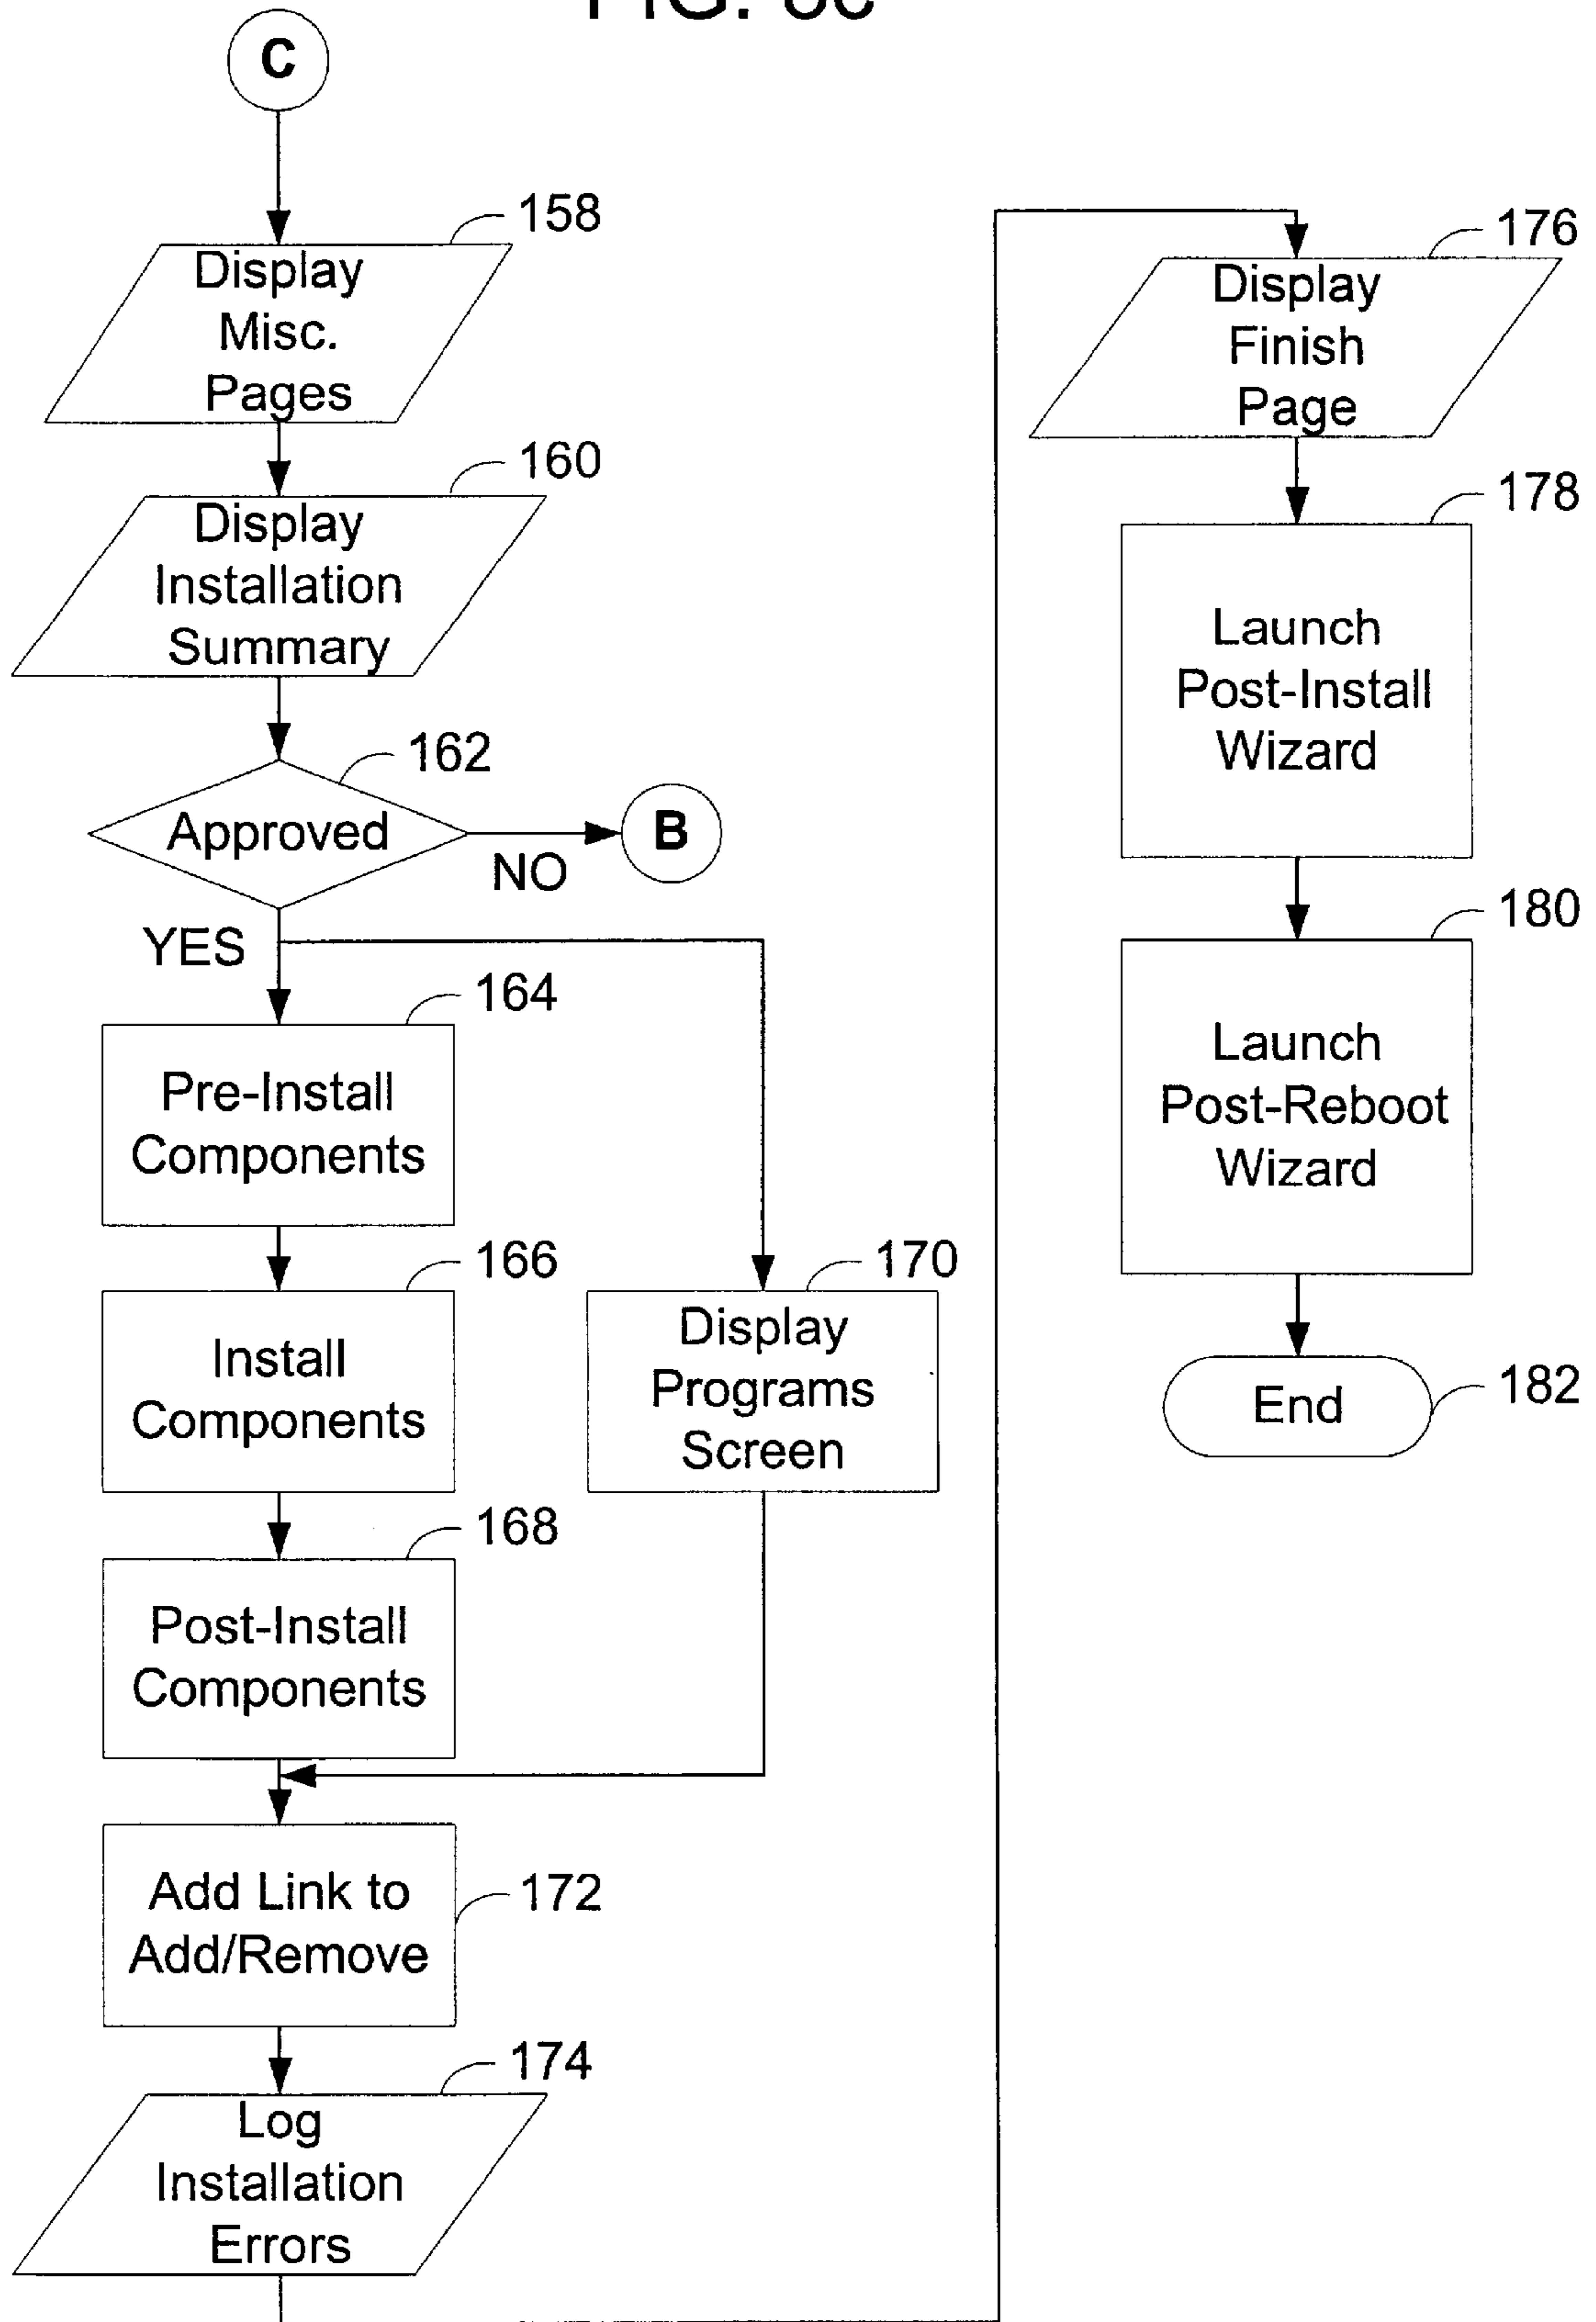 C
158
Display
Misc.
Pages
160
Display
Installation
Summary
162
Approved
NO
B
YES
164
Pre-Install
Components
166
Install
Components
170
Display
Programs
Screen
168
Post-Install
Components
172
Add Link to
Add/Remove
174
Log
Installation
Errors
176
Display
Finish
Page
178
Launch
Post-Install
Wizard
180
Launch
Post-Reboot
Wizard
End
182